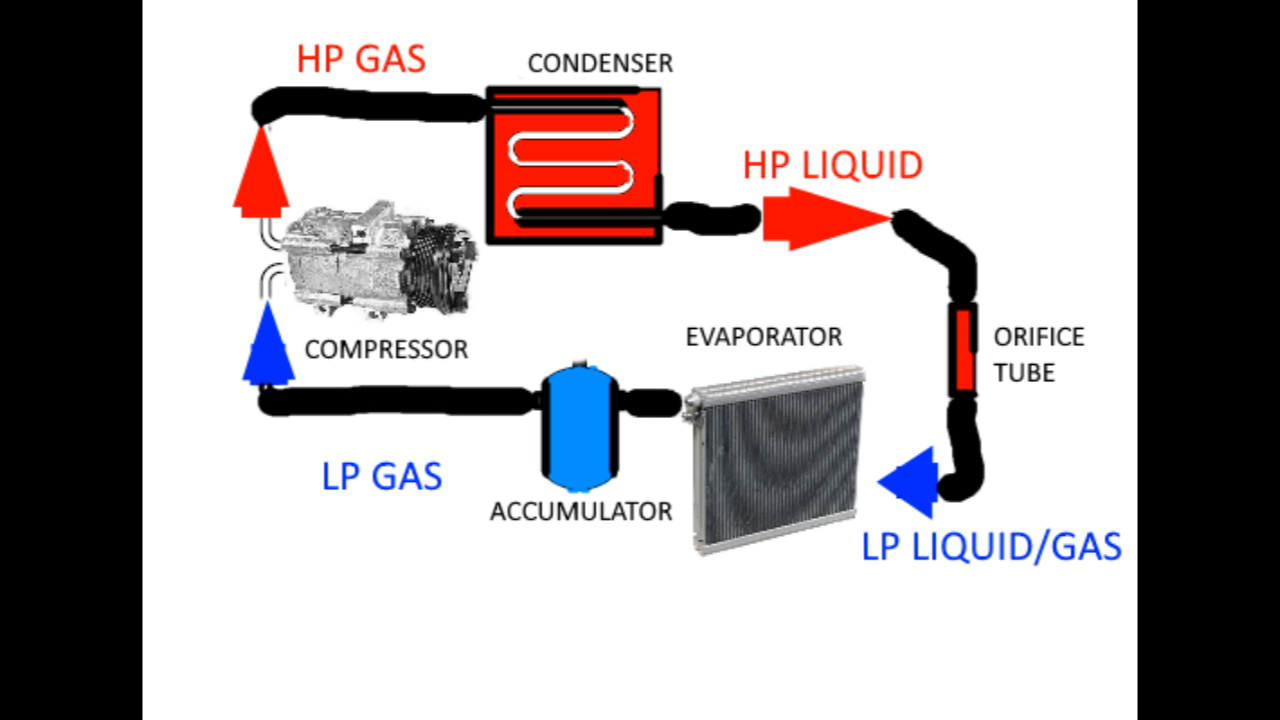 HP GAS
CONDENSER
HP LIQUID
COMPRESSOR
EVAPORATOR
ORIFICE
TUBE
LP GAS
ACCUMULATOR
LP LIQUID/GAS